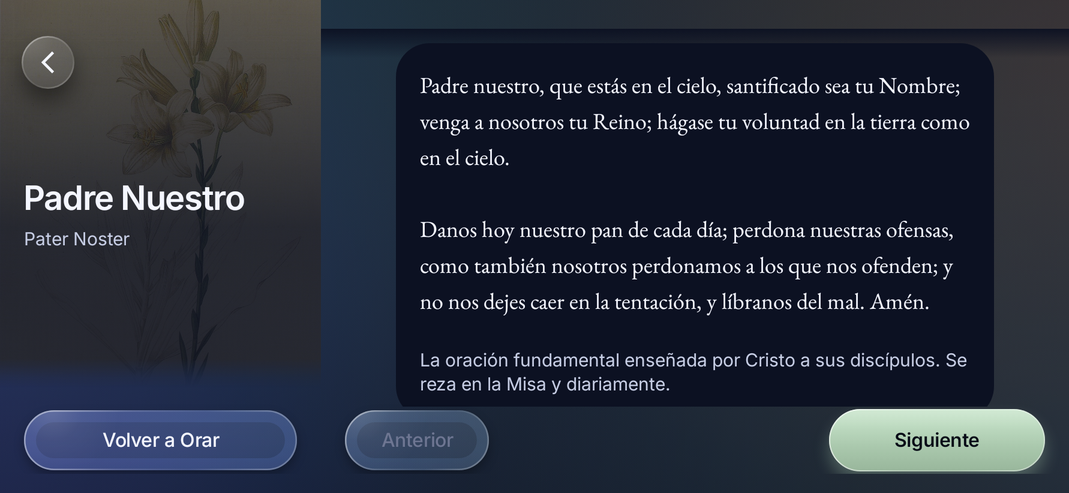 Padre Nuestro
Pater Noster
Padre nuestro, que estás en el cielo, santificado sea tu Nombre;
venga a nosotros tu Reino; hágase tu voluntad en la tierra como
en el cielo.
Danos hoy nuestro pan de cada día; perdona nuestras ofensas,
como también nosotros perdonamos a los que nos ofenden; y
no nos dejes caer en la tentación, y líbranos del mal. Amén.
La oración fundamental enseñada por Cristo a sus discípulos. Se
reza en la Misa y diariamente.
Volver a Orar
Anterior
Siguiente